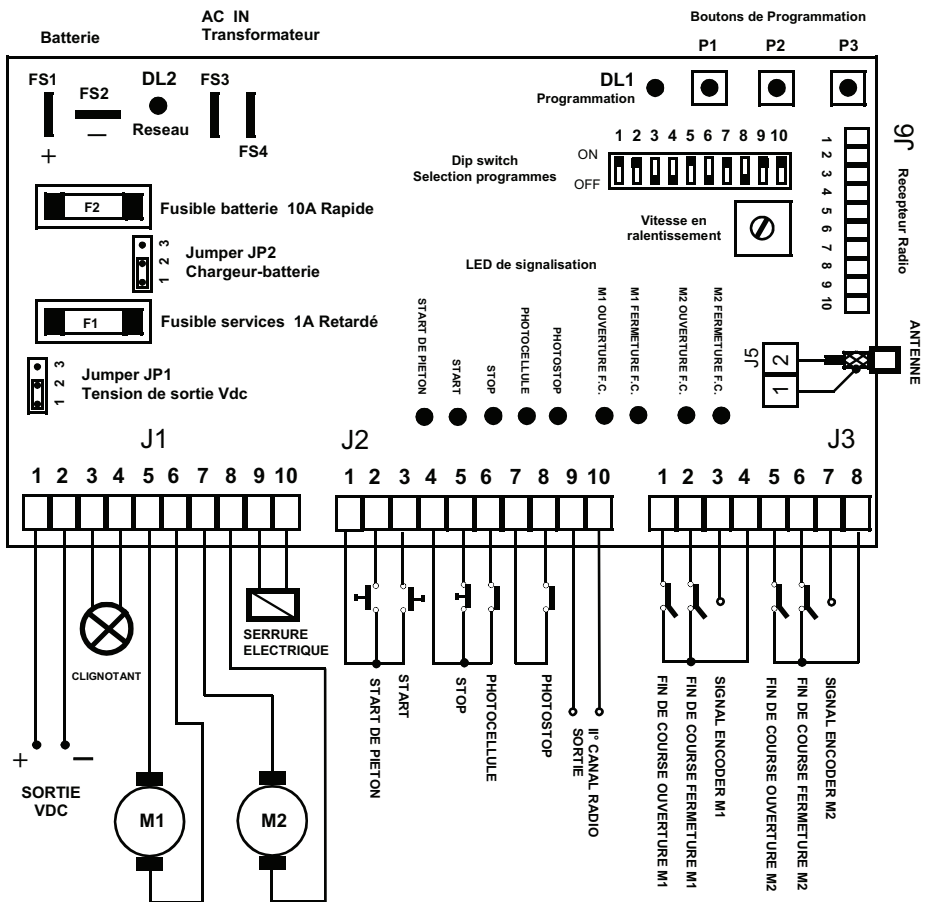 AC IN
Transformateur
Batterie
Boutons de Programmation
P1 P2 P3
FS1
FS2
DL2
Reseau
FS3
FS4
+
—
DL1
Programmation
1 2 3 4 5 6 7 8 9 10
ON
OFF
Dip switch
Selection programmes
J6
Recepteur Radio
1
2
3
4
5
6
7
8
9
10
F2
Fusible batterie 10A Rapide
1 2 3
Jumper JP2
Chargeur-batterie
F1
Fusible services 1A Retardé
1 2 3
Jumper JP1
Tension de sortie Vdc
Vitesse en
ralentissement
LED de signalisation
START DE PIETON
START
STOP
PHOTOCELLULE
PHOTOSTOP
M1 OUVERTURE F.C.
M1 FERMETURE F.C.
M2 OUVERTURE F.C.
M2 FERMETURE F.C.
J5
1 2
ANTENNE
J1
1 2 3 4 5 6 7 8 9 10
J2
1 2 3 4 5 6 7 8 9 10
J3
1 2 3 4 5 6 7 8
CLIGNOTANT
SERRURE
ELECTRIQUE
+ —
SORTIE
VDC
M1
M2
START DE PIETON
START
STOP
PHOTOCELLULE
PHOTOSTOP
II° CANAL RADIO
SORTIE
FIN DE COURSE OUVERTURE M1
FIN DE COURSE FERMETURE M1
SIGNAL ENCODER M1
FIN DE COURSE OUVERTURE M2
FIN DE COURSE FERMETURE M2
SIGNAL ENCODER M2